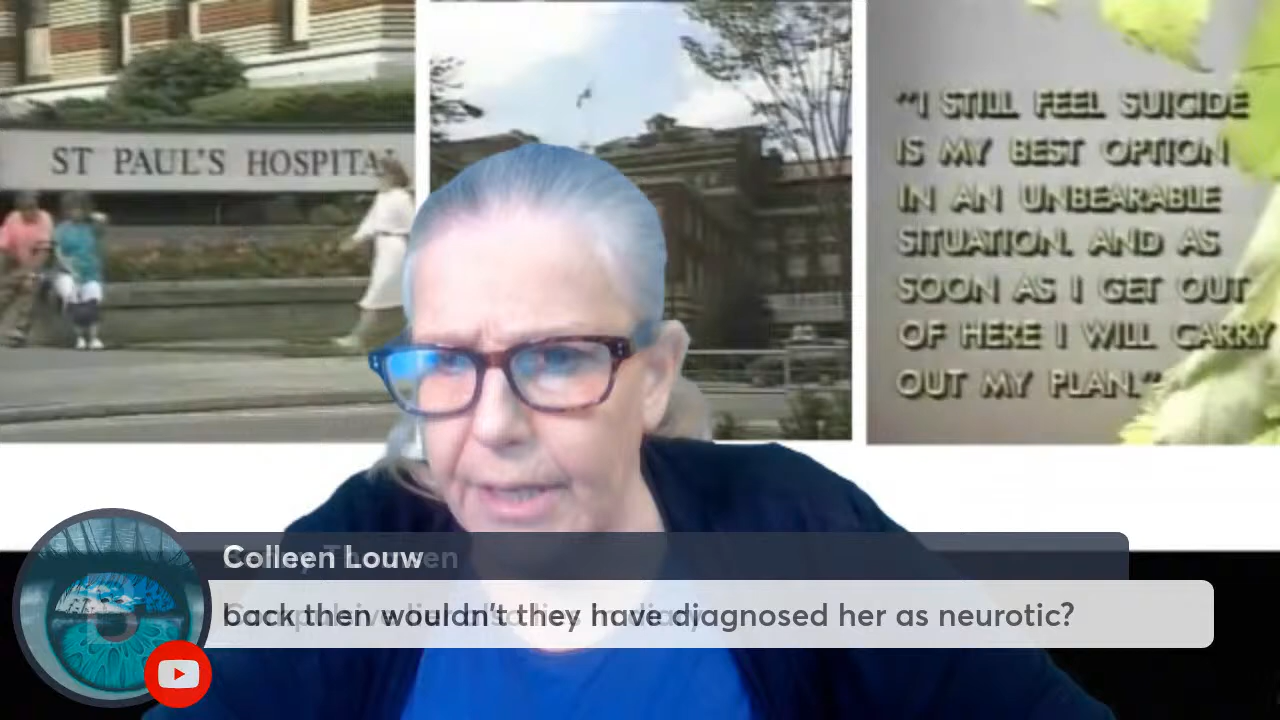 ST PAUL'S HOSPITAL
"I STILL FEEL SUICIDE
IS MY BEST OPTION
IN AN UNBEARABLE
SITUATION. AND AS
SOON AS I GET OUT
OF HERE I WILL CARRY
OUT MY PLAN."
Colleen Louw
back then wouldn't they have diagnosed her as neurotic?